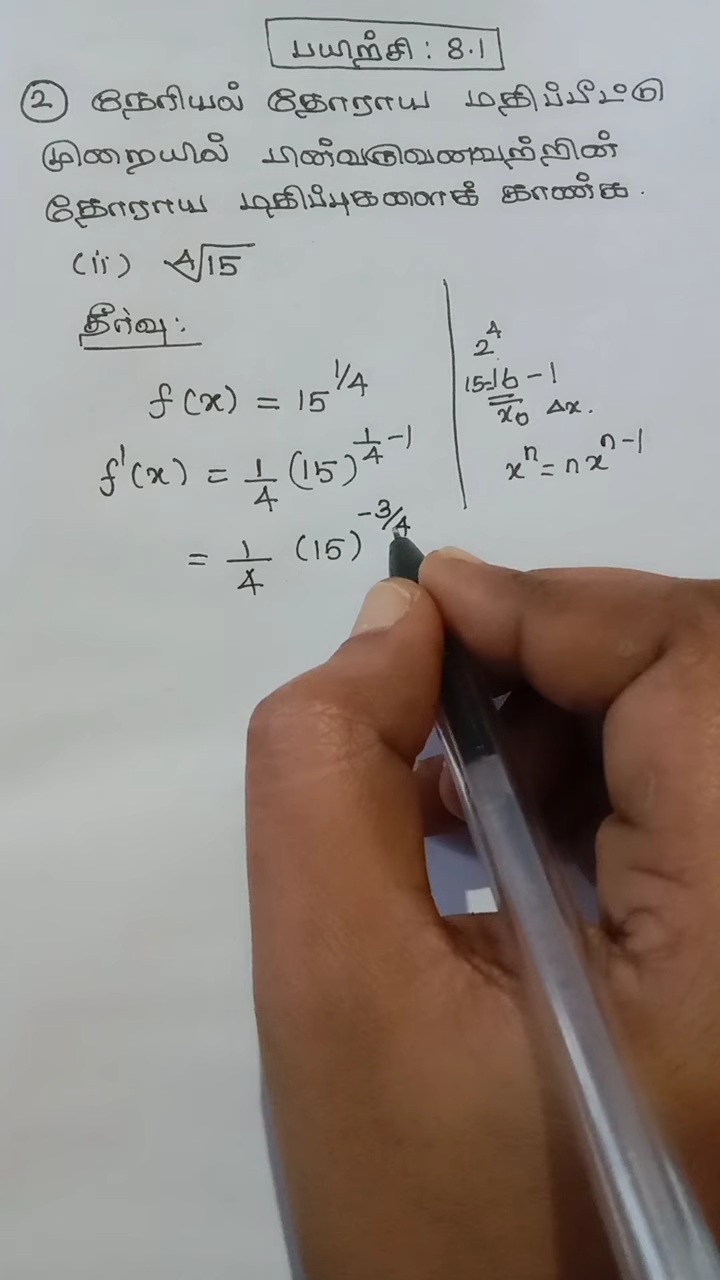 பயிற்சி : 8.1
② நேரியல் தோராய மதிப்பீட்டு
முறையில் பின்வருவனவற்றின்
தோராய மதிப்புகளைக் காண்க.
(ii) ∜15
தீர்வு:
f(x) = 15^1/4
f'(x) = 1/4 (15)^1/4 -1
= 1/4 (15)^-3/4
2^4
15=16-1
x₀ Δx.
x^n = nx^n-1